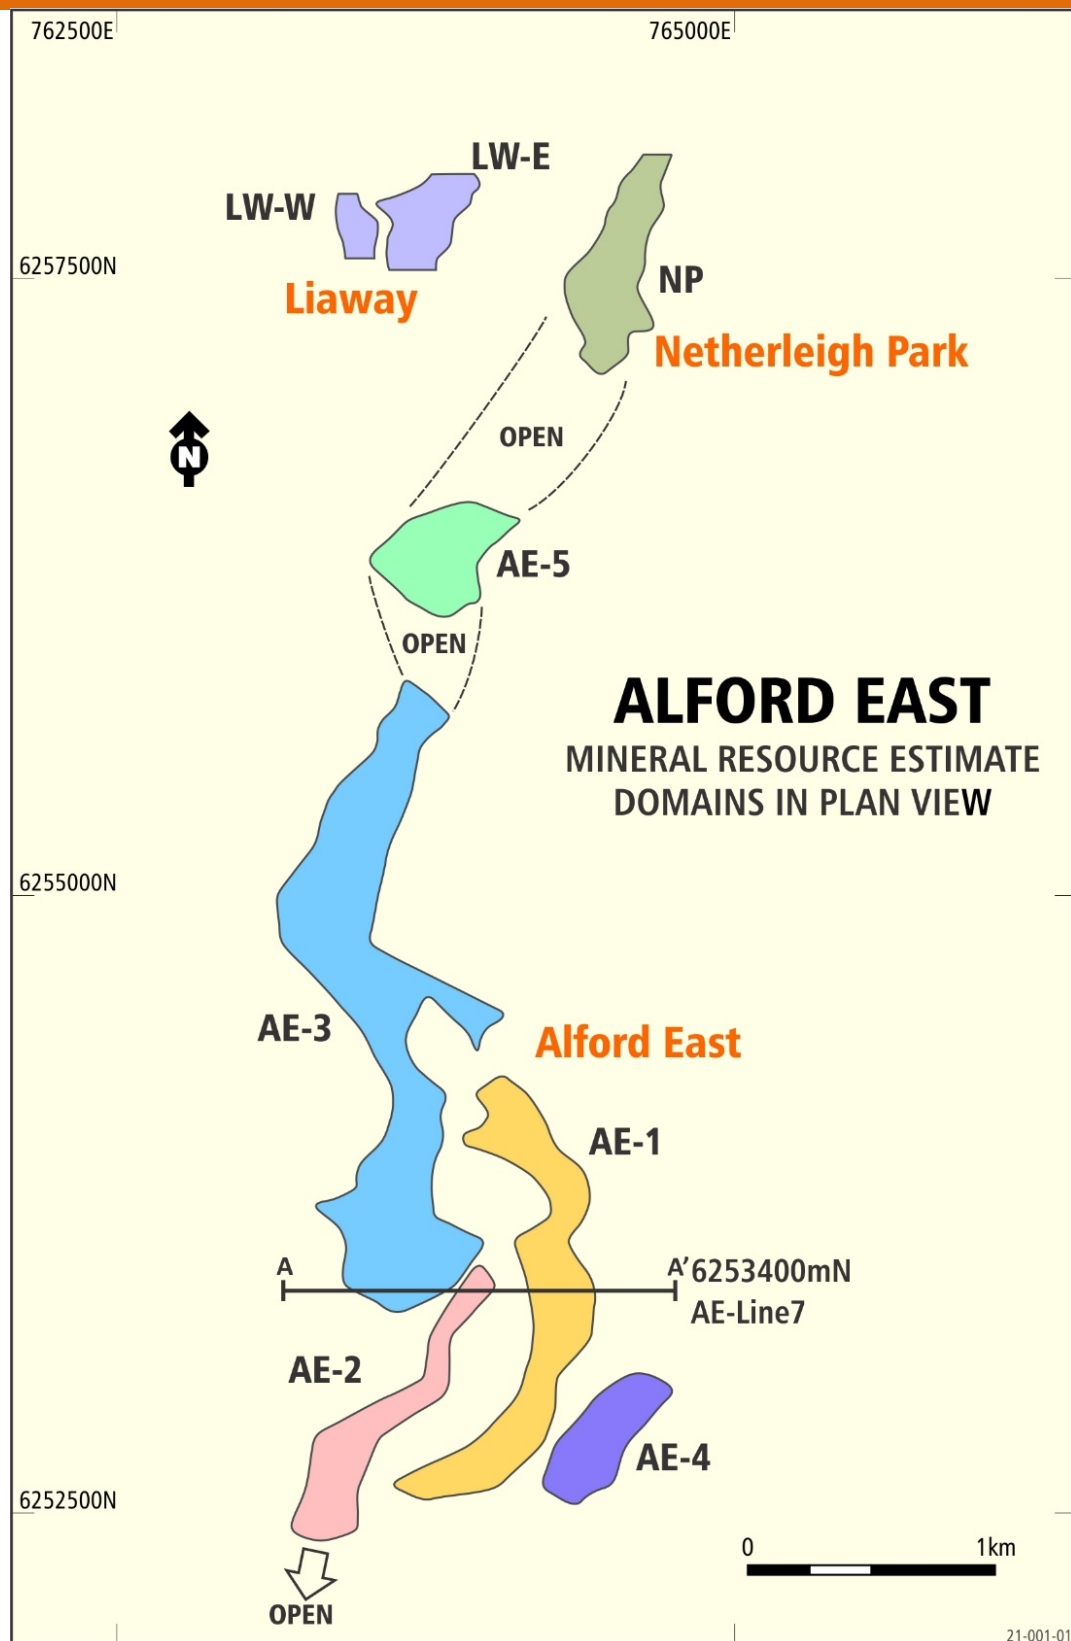 762500E
765000E
LW-E
LW-W
6257500N
NP
Liaway
Netherleigh Park
OPEN
N
AE-5
OPEN
ALFORD EAST
MINERAL RESOURCE ESTIMATE
DOMAINS IN PLAN VIEW
6255000N
AE-3
Alford East
AE-1
A
A' 6253400mN
AE-Line7
AE-2
AE-4
6252500N
0
1km
OPEN
21-001-01